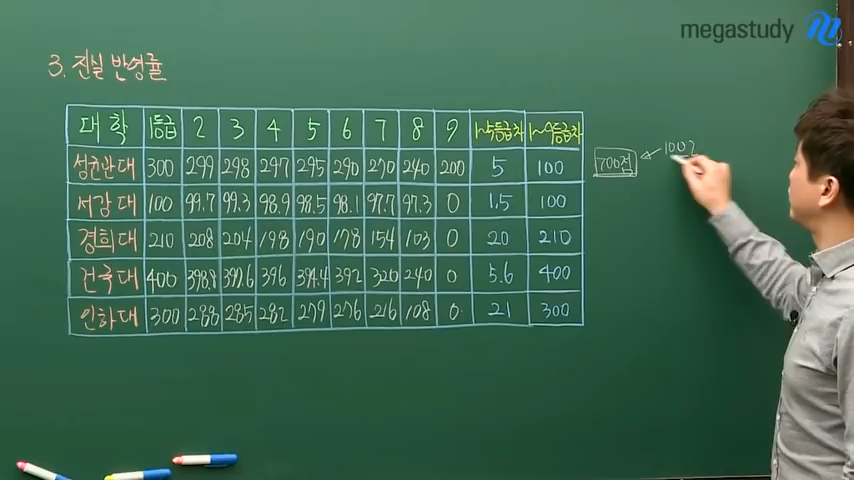 megastudy
3. 진실 반영률
대학 1등급 2 3 4 5 6 7 8 9 1~5등급차 1~9등급차
성균관대 300 299 298 297 295 290 270 240 200 5 100
서강대 100 99.7 99.3 98.9 98.5 98.1 97.7 97.3 0 1.5 100
경희대 210 208 204 198 190 178 154 103 0 20 210
건국대 400 398.8 397.6 396 394.4 392 320 240 0 5.6 400
인하대 300 288 285 282 279 276 216 108 0 21 300
700점